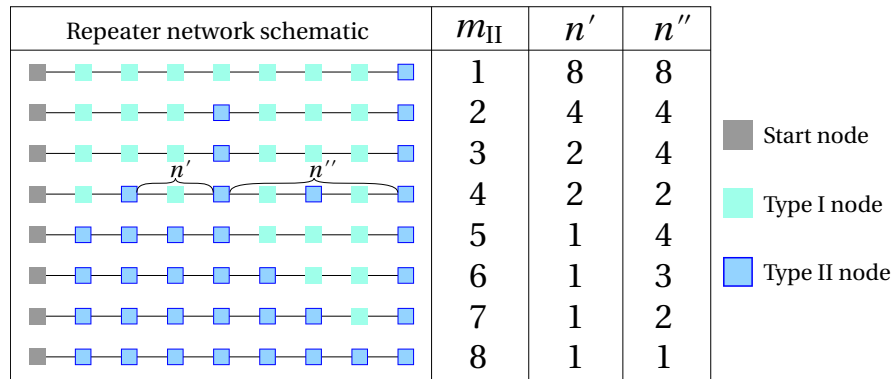 Repeater network schematic m_II n′ n″
1 8 8
2 4 4
3 2 4
n′ n″
4 2 2
5 1 4
6 1 3
7 1 2
8 1 1
Start node
Type I node
Type II node